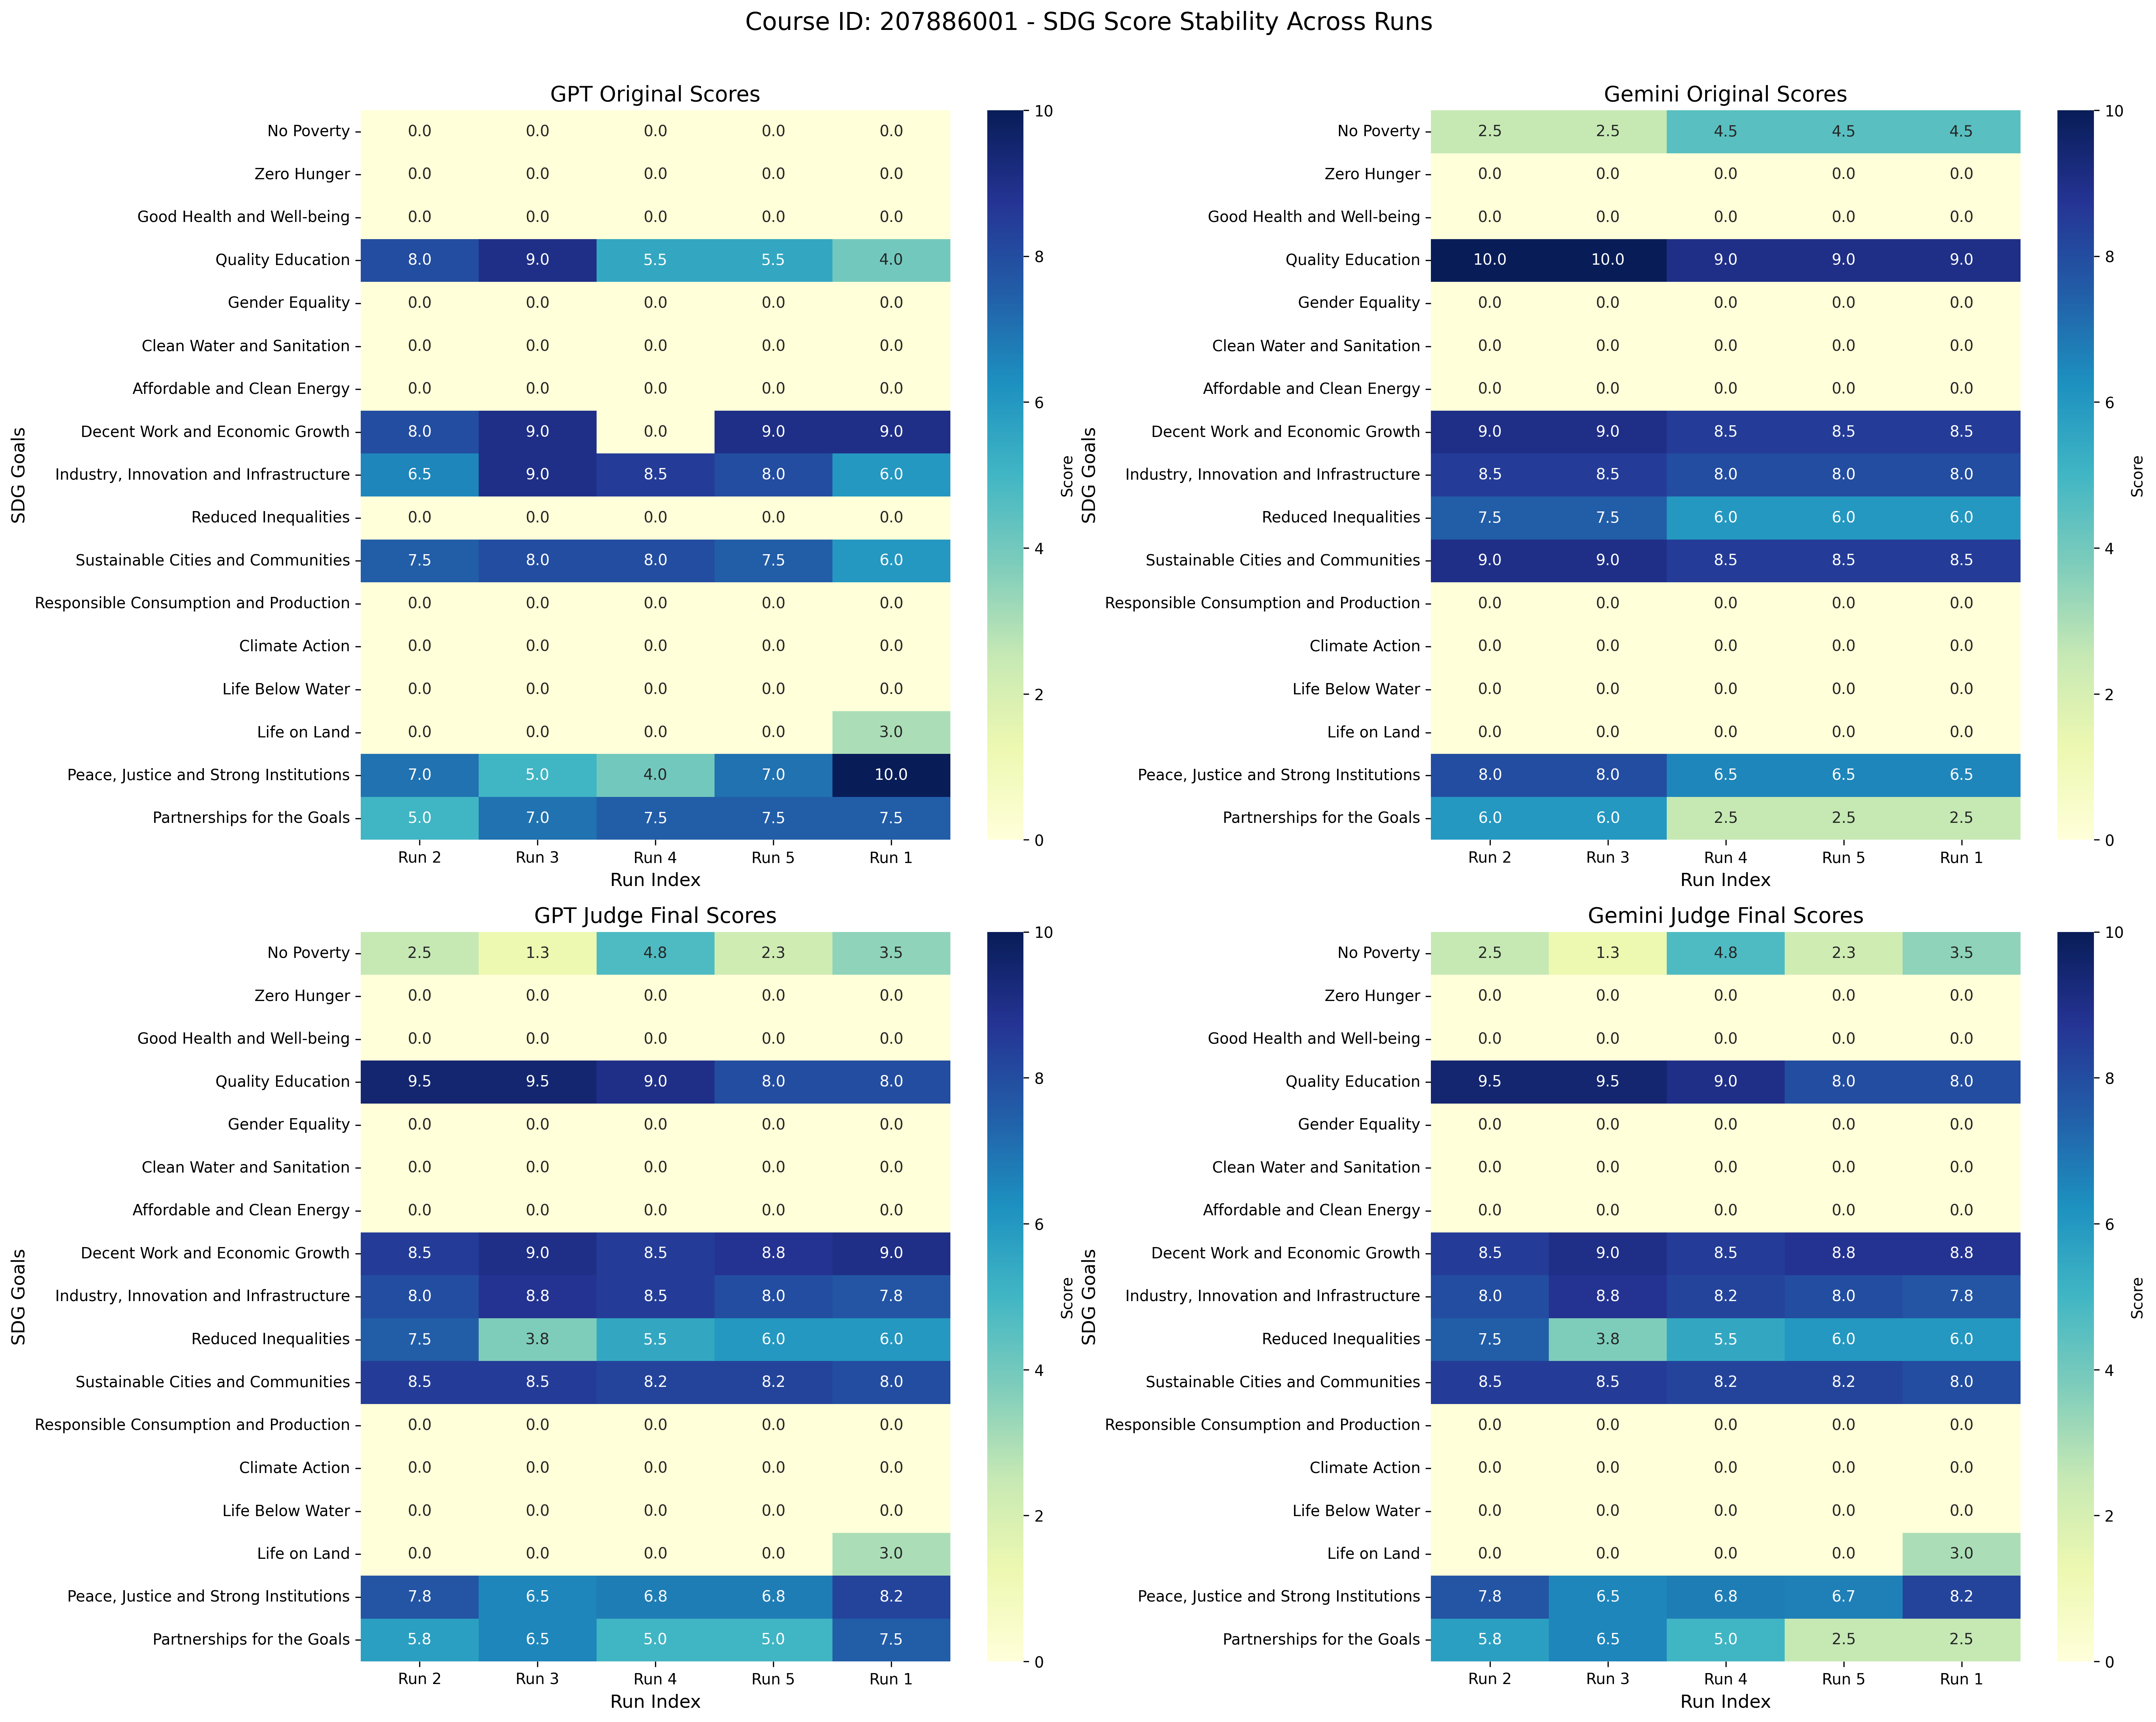 Course ID: 207886001 - SDG Score Stability Across Runs
GPT Original Scores
SDG Goals
No Poverty 0.0 0.0 0.0 0.0 0.0
Zero Hunger 0.0 0.0 0.0 0.0 0.0
Good Health and Well-being 0.0 0.0 0.0 0.0 0.0
Quality Education 8.0 9.0 5.5 5.5 4.0
Gender Equality 0.0 0.0 0.0 0.0 0.0
Clean Water and Sanitation 0.0 0.0 0.0 0.0 0.0
Affordable and Clean Energy 0.0 0.0 0.0 0.0 0.0
Decent Work and Economic Growth 8.0 9.0 0.0 9.0 9.0
Industry, Innovation and Infrastructure 6.5 9.0 8.5 8.0 6.0
Reduced Inequalities 0.0 0.0 0.0 0.0 0.0
Sustainable Cities and Communities 7.5 8.0 8.0 7.5 6.0
Responsible Consumption and Production 0.0 0.0 0.0 0.0 0.0
Climate Action 0.0 0.0 0.0 0.0 0.0
Life Below Water 0.0 0.0 0.0 0.0 0.0
Life on Land 0.0 0.0 0.0 0.0 3.0
Peace, Justice and Strong Institutions 7.0 5.0 4.0 7.0 10.0
Partnerships for the Goals 5.0 7.0 7.5 7.5 7.5
Run 2 Run 3 Run 4 Run 5 Run 1
Run Index
10
8
6
4
2
0
Score
Gemini Original Scores
SDG Goals
No Poverty 2.5 2.5 4.5 4.5 4.5
Zero Hunger 0.0 0.0 0.0 0.0 0.0
Good Health and Well-being 0.0 0.0 0.0 0.0 0.0
Quality Education 10.0 10.0 9.0 9.0 9.0
Gender Equality 0.0 0.0 0.0 0.0 0.0
Clean Water and Sanitation 0.0 0.0 0.0 0.0 0.0
Affordable and Clean Energy 0.0 0.0 0.0 0.0 0.0
Decent Work and Economic Growth 9.0 9.0 8.5 8.5 8.5
Industry, Innovation and Infrastructure 8.5 8.5 8.0 8.0 8.0
Reduced Inequalities 7.5 7.5 6.0 6.0 6.0
Sustainable Cities and Communities 9.0 9.0 8.5 8.5 8.5
Responsible Consumption and Production 0.0 0.0 0.0 0.0 0.0
Climate Action 0.0 0.0 0.0 0.0 0.0
Life Below Water 0.0 0.0 0.0 0.0 0.0
Life on Land 0.0 0.0 0.0 0.0 0.0
Peace, Justice and Strong Institutions 8.0 8.0 6.5 6.5 6.5
Partnerships for the Goals 6.0 6.0 2.5 2.5 2.5
Run 2 Run 3 Run 4 Run 5 Run 1
Run Index
10
8
6
4
2
0
Score
GPT Judge Final Scores
SDG Goals
No Poverty 2.5 1.3 4.8 2.3 3.5
Zero Hunger 0.0 0.0 0.0 0.0 0.0
Good Health and Well-being 0.0 0.0 0.0 0.0 0.0
Quality Education 9.5 9.5 9.0 8.0 8.0
Gender Equality 0.0 0.0 0.0 0.0 0.0
Clean Water and Sanitation 0.0 0.0 0.0 0.0 0.0
Affordable and Clean Energy 0.0 0.0 0.0 0.0 0.0
Decent Work and Economic Growth 8.5 9.0 8.5 8.8 9.0
Industry, Innovation and Infrastructure 8.0 8.8 8.5 8.0 7.8
Reduced Inequalities 7.5 3.8 5.5 6.0 6.0
Sustainable Cities and Communities 8.5 8.5 8.2 8.2 8.0
Responsible Consumption and Production 0.0 0.0 0.0 0.0 0.0
Climate Action 0.0 0.0 0.0 0.0 0.0
Life Below Water 0.0 0.0 0.0 0.0 0.0
Life on Land 0.0 0.0 0.0 0.0 3.0
Peace, Justice and Strong Institutions 7.8 6.5 6.8 6.8 8.2
Partnerships for the Goals 5.8 6.5 5.0 5.0 7.5
Run 2 Run 3 Run 4 Run 5 Run 1
Run Index
10
8
6
4
2
0
Score
Gemini Judge Final Scores
SDG Goals
No Poverty 2.5 1.3 4.8 2.3 3.5
Zero Hunger 0.0 0.0 0.0 0.0 0.0
Good Health and Well-being 0.0 0.0 0.0 0.0 0.0
Quality Education 9.5 9.5 9.0 8.0 8.0
Gender Equality 0.0 0.0 0.0 0.0 0.0
Clean Water and Sanitation 0.0 0.0 0.0 0.0 0.0
Affordable and Clean Energy 0.0 0.0 0.0 0.0 0.0
Decent Work and Economic Growth 8.5 9.0 8.5 8.8 8.8
Industry, Innovation and Infrastructure 8.0 8.8 8.2 8.0 7.8
Reduced Inequalities 7.5 3.8 5.5 6.0 6.0
Sustainable Cities and Communities 8.5 8.5 8.2 8.2 8.0
Responsible Consumption and Production 0.0 0.0 0.0 0.0 0.0
Climate Action 0.0 0.0 0.0 0.0 0.0
Life Below Water 0.0 0.0 0.0 0.0 0.0
Life on Land 0.0 0.0 0.0 0.0 3.0
Peace, Justice and Strong Institutions 7.8 6.5 6.8 6.7 8.2
Partnerships for the Goals 5.8 6.5 5.0 2.5 2.5
Run 2 Run 3 Run 4 Run 5 Run 1
Run Index
10
8
6
4
2
0
Score